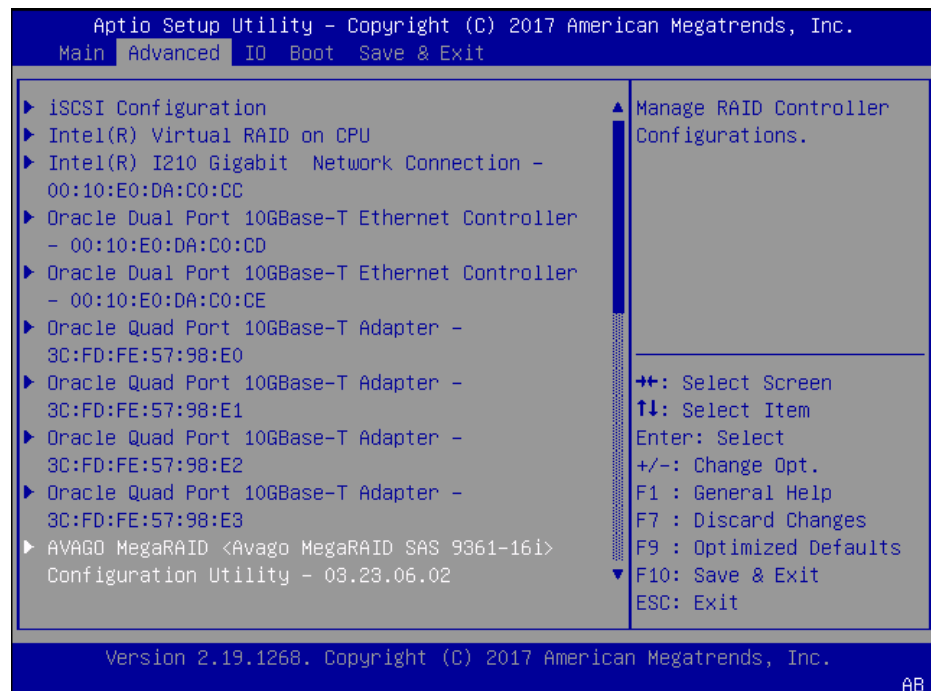 Aptio Setup Utility – Copyright (C) 2017 American Megatrends, Inc.
Main Advanced IO Boot Save & Exit
▶ iSCSI Configuration
▶ Intel(R) Virtual RAID on CPU
▶ Intel(R) I210 Gigabit  Network Connection –
00:10:E0:DA:C0:CC
▶ Oracle Dual Port 10GBase-T Ethernet Controller
– 00:10:E0:DA:C0:CD
▶ Oracle Dual Port 10GBase-T Ethernet Controller
– 00:10:E0:DA:C0:CE
▶ Oracle Quad Port 10GBase-T Adapter –
3C:FD:FE:57:98:E0
▶ Oracle Quad Port 10GBase-T Adapter –
3C:FD:FE:57:98:E1
▶ Oracle Quad Port 10GBase-T Adapter –
3C:FD:FE:57:98:E2
▶ Oracle Quad Port 10GBase-T Adapter –
3C:FD:FE:57:98:E3
▶ AVAGO MegaRAID <Avago MegaRAID SAS 9361-16i>
Configuration Utility – 03.23.06.02
Manage RAID Controller
Configurations.
→←: Select Screen
↑↓: Select Item
Enter: Select
+/-: Change Opt.
F1 : General Help
F7 : Discard Changes
F9 : Optimized Defaults
F10: Save & Exit
ESC: Exit
Version 2.19.1268. Copyright (C) 2017 American Megatrends, Inc.
AB